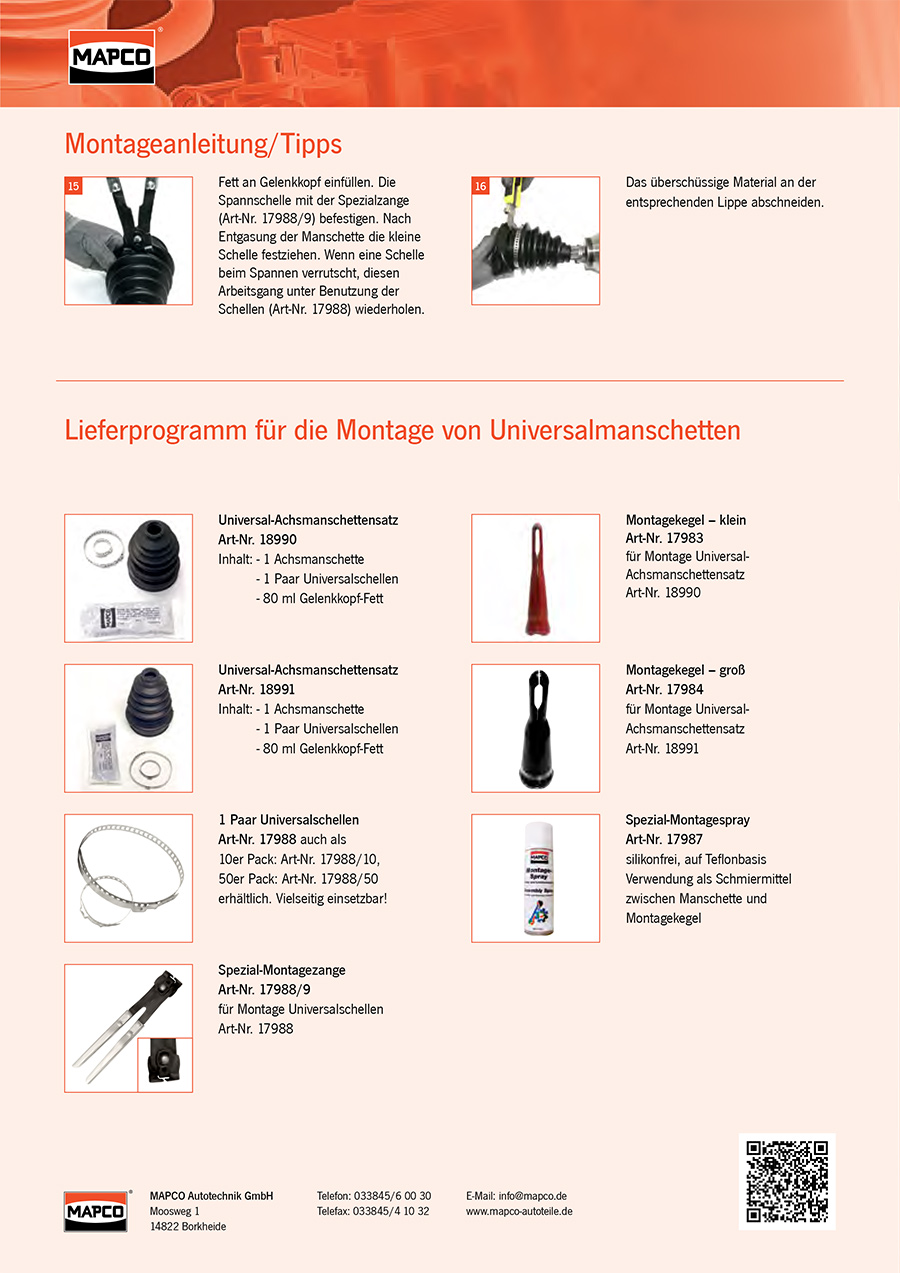 MAPCO
®
Montageanleitung/Tipps
15
Fett an Gelenkkopf einfüllen. Die
Spannschelle mit der Spezialzange
(Art-Nr. 17988/9) befestigen. Nach
Entgasung der Manschette die kleine
Schelle festziehen. Wenn eine Schelle
beim Spannen verrutscht, diesen
Arbeitsgang unter Benutzung der
Schellen (Art-Nr. 17988) wiederholen.
16
Das überschüssige Material an der
entsprechenden Lippe abschneiden.
Lieferprogramm für die Montage von Universalmanschetten
MAPCO
Universal-Achsmanschettensatz
Art-Nr. 18990
Inhalt: - 1 Achsmanschette
- 1 Paar Universalschellen
- 80 ml Gelenkkopf-Fett
Montagekegel – klein
Art-Nr. 17983
für Montage Universal-
Achsmanschettensatz
Art-Nr. 18990
Universal-Achsmanschettensatz
Art-Nr. 18991
Inhalt: - 1 Achsmanschette
- 1 Paar Universalschellen
- 80 ml Gelenkkopf-Fett
Montagekegel – groß
Art-Nr. 17984
für Montage Universal-
Achsmanschettensatz
Art-Nr. 18991
1 Paar Universalschellen
Art-Nr. 17988 auch als
10er Pack: Art-Nr. 17988/10,
50er Pack: Art-Nr. 17988/50
erhältlich. Vielseitig einsetzbar!
MAPCO
Montage-
Spray
Assembly Spray
Spezial-Montagespray
Art-Nr. 17987
silikonfrei, auf Teflonbasis
Verwendung als Schmiermittel
zwischen Manschette und
Montagekegel
Spezial-Montagezange
Art-Nr. 17988/9
für Montage Universalschellen
Art-Nr. 17988
MAPCO
®
MAPCO Autotechnik GmbH
Moosweg 1
14822 Borkheide
Telefon: 033845/6 00 30
Telefax: 033845/4 10 32
E-Mail: info@mapco.de
www.mapco-autoteile.de